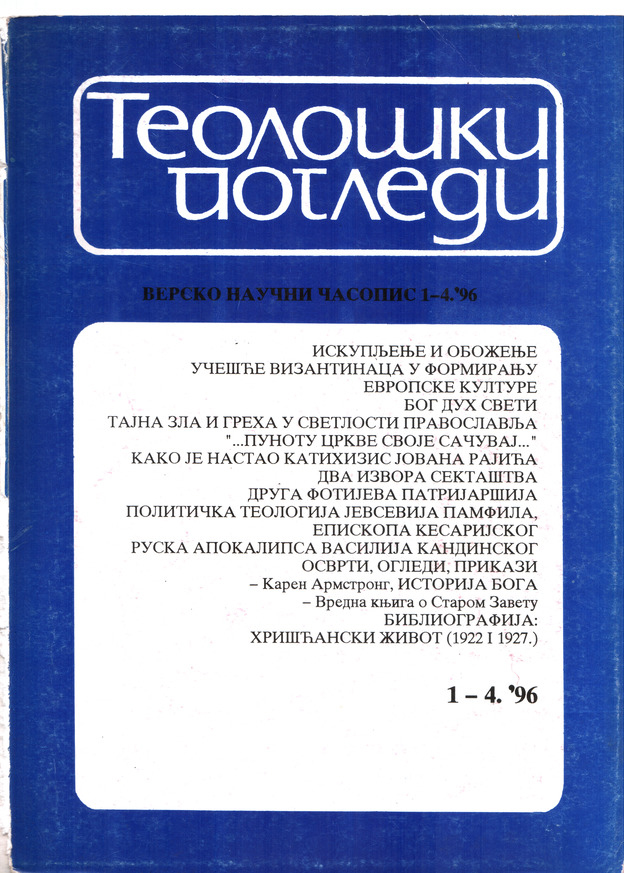 Теолошки
погледи
ВЕРСКО НАУЧНИ ЧАСОПИС 1–4.'96
ИСКУПЉЕЊЕ И ОБОЖЕЊЕ
УЧЕШЋЕ ВИЗАНТИНАЦА У ФОРМИРАЊУ
ЕВРОПСКЕ КУЛТУРЕ
БОГ ДУХ СВЕТИ
ТАЈНА ЗЛА И ГРЕХА У СВЕТЛОСТИ ПРАВОСЛАВЉА
"...ПУНОТУ ЦРКВЕ СВОЈЕ САЧУВАЈ..."
КАКО ЈЕ НАСТАО КАТИХИЗИС ЈОВАНА РАЈИЋА
ДВА ИЗВОРА СЕКТАШТВА
ДРУГА ФОТИЈЕВА ПАТРИЈАРШИЈА
ПОЛИТИЧКА ТЕОЛОГИЈА ЈЕВСЕВИЈА ПАМФИЛА,
ЕПИСКОПА КЕСАРИЈСКОГ
РУСКА АПОКАЛИПСА ВАСИЛИЈА КАНДИНСКОГ
ОСВРТИ, ОГЛЕДИ, ПРИКАЗИ
– Карен Армстронг, ИСТОРИЈА БОГА
– Вредна књига о Старом Завету
БИБЛИОГРАФИЈА:
ХРИШЋАНСКИ ЖИВОТ (1922 I 1927.)
1 – 4. '96